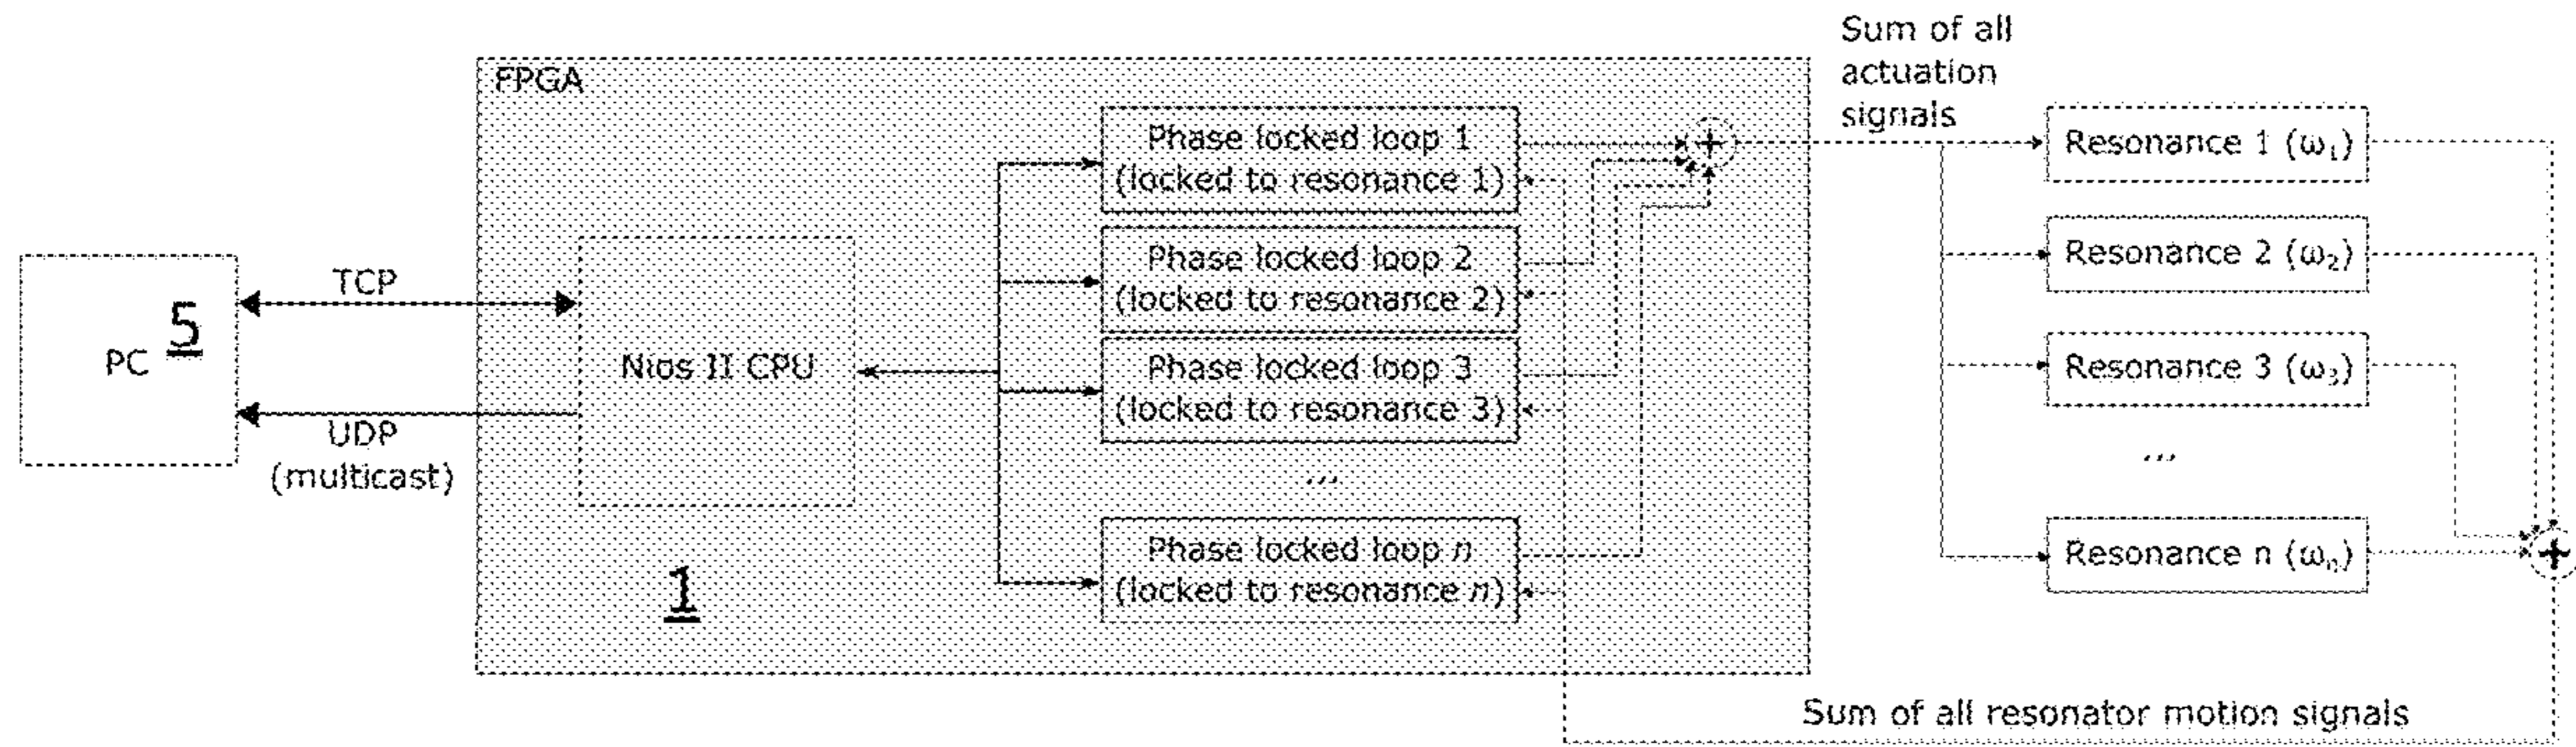 Sum of all
actuation
signals
FPGA
Phase locked loop 1
(locked to resonance 1)
+
Resonance 1 (ω₁)
Phase locked loop 2
(locked to resonance 2)
Resonance 2 (ω₂)
TCP
5
PC
Nios II CPU
Phase locked loop 3
(locked to resonance 3)
Resonance 3 (ω₃)
UDP
(multicast)
...
...
Phase locked loop n
(locked to resonance n)
Resonance n (ωₙ)
+
1
Sum of all resonator motion signals